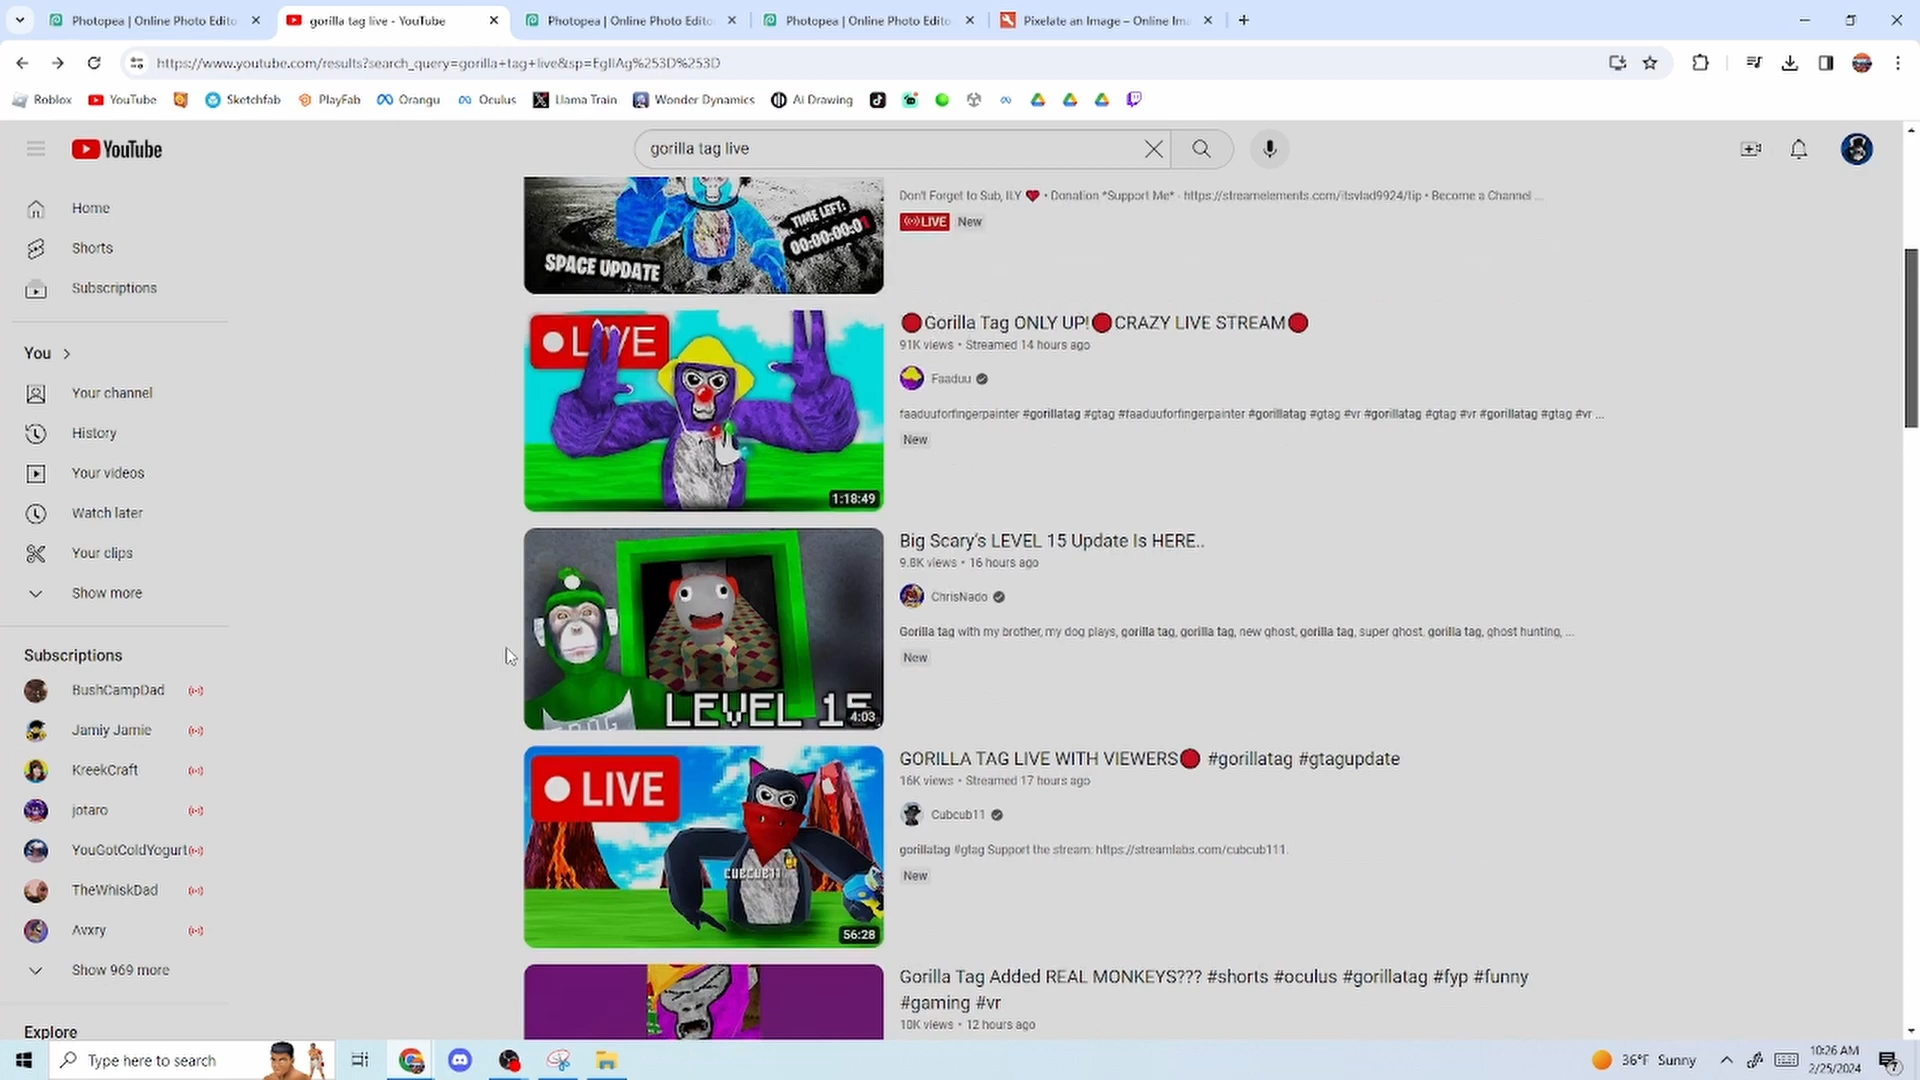 Photopea | Online Photo Edito
gorilla tag live - YouTube
Photopea | Online Photo Edito
Photopea | Online Photo Edito
Pixelate an Image – Online Ima
https://www.youtube.com/results?search_query=gorilla+tag+live&sp=EgIIAg%253D%253D
Roblox
YouTube
Sketchfab
PlayFab
Orangu
Oculus
Llama Train
Wonder Dynamics
Ai Drawing
YouTube
gorilla tag live
Home
Shorts
Subscriptions
You
Your channel
History
Your videos
Watch later
Your clips
Show more
Subscriptions
BushCampDad
Jamiy Jamie
KreekCraft
jotaro
YouGotColdYogurt
TheWhiskDad
Avxry
Show 969 more
Explore
TIME LEFT:
00:00:00:01
SPACE UPDATE
Don't Forget to Sub, ILY ❤ • Donation *Support Me* - https://streamelements.com/itsvlad9924/tip • Become a Channel ...
LIVE New
LIVE
1:18:49
🔴Gorilla Tag ONLY UP!🔴CRAZY LIVE STREAM🔴
91K views • Streamed 14 hours ago
Faaduu
faaduuforfingerpainter #gorillatag #gtag #faaduuforfingerpainter #gorillatag #gtag #vr #gorillatag #gtag #vr #gorillatag #gtag #vr ...
New
LEVEL 15
4:03
Big Scary's LEVEL 15 Update Is HERE..
9.8K views • 16 hours ago
ChrisNado
Gorilla tag with my brother, my dog plays, gorilla tag, gorilla tag, new ghost, gorilla tag, super ghost, gorilla tag, ghost hunting, ...
New
LIVE
CUBCUB11
56:28
GORILLA TAG LIVE WITH VIEWERS🔴 #gorillatag #gtagupdate
16K views • Streamed 17 hours ago
Cubcub11
gorillatag #gtag Support the stream: https://streamlabs.com/cubcub111.
New
Gorilla Tag Added REAL MONKEYS??? #shorts #oculus #gorillatag #fyp #funny
#gaming #vr
10K views • 12 hours ago
Type here to search
36°F Sunny
10:26 AM
2/25/2024
7